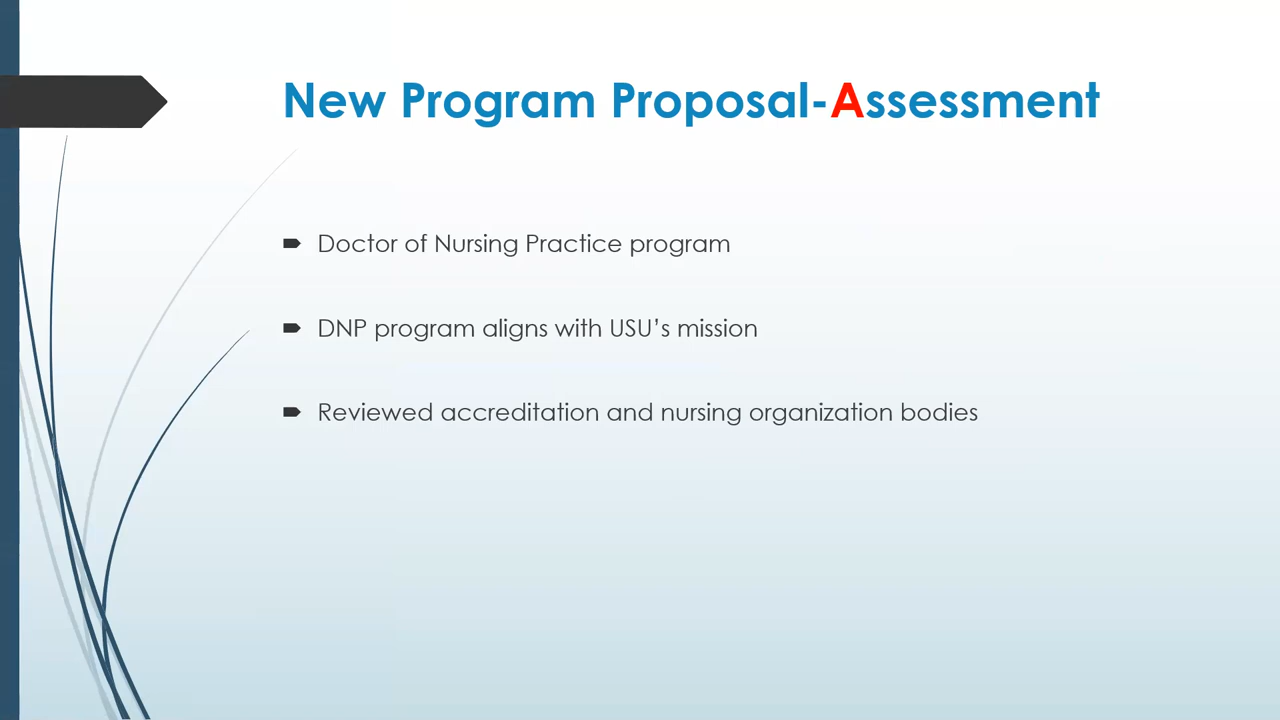 New Program Proposal-Assessment
Doctor of Nursing Practice program
DNP program aligns with USU’s mission
Reviewed accreditation and nursing organization bodies